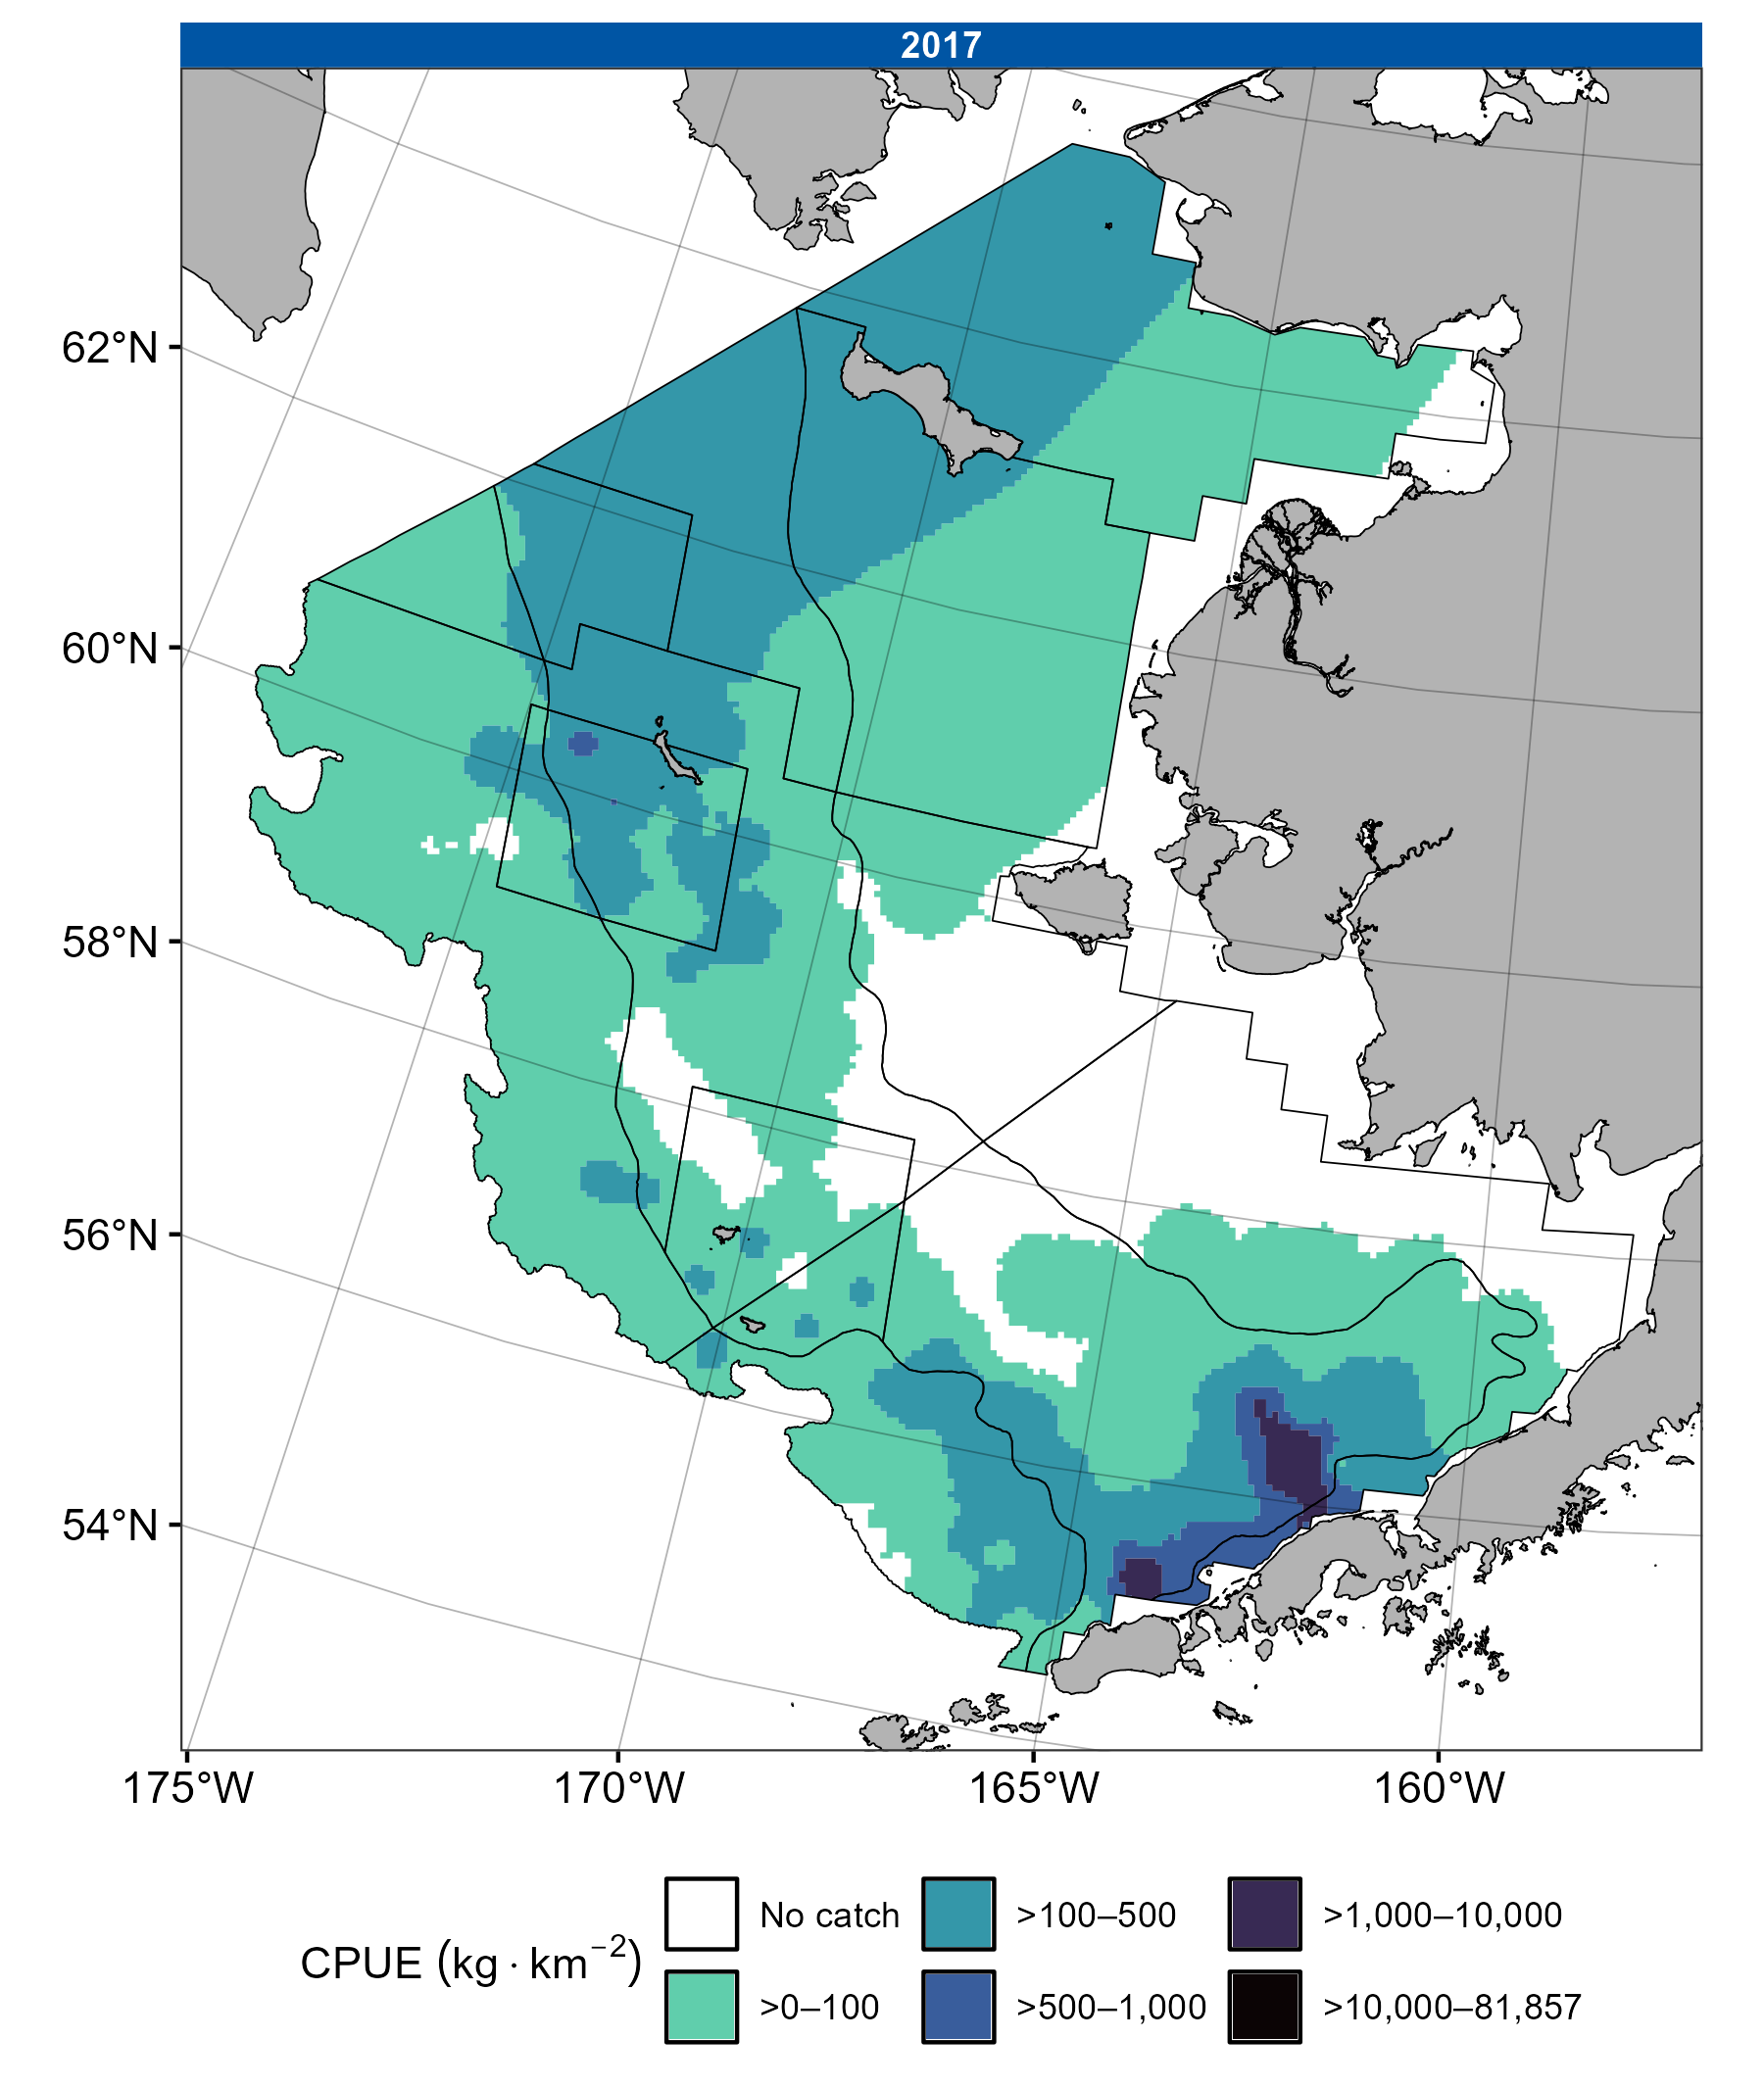 2017
62°N
60°N
58°N
56°N
54°N
175°W 170°W 165°W 160°W
CPUE (kg · km⁻²)
No catch >100–500 >1,000–10,000
>0–100 >500–1,000 >10,000–81,857